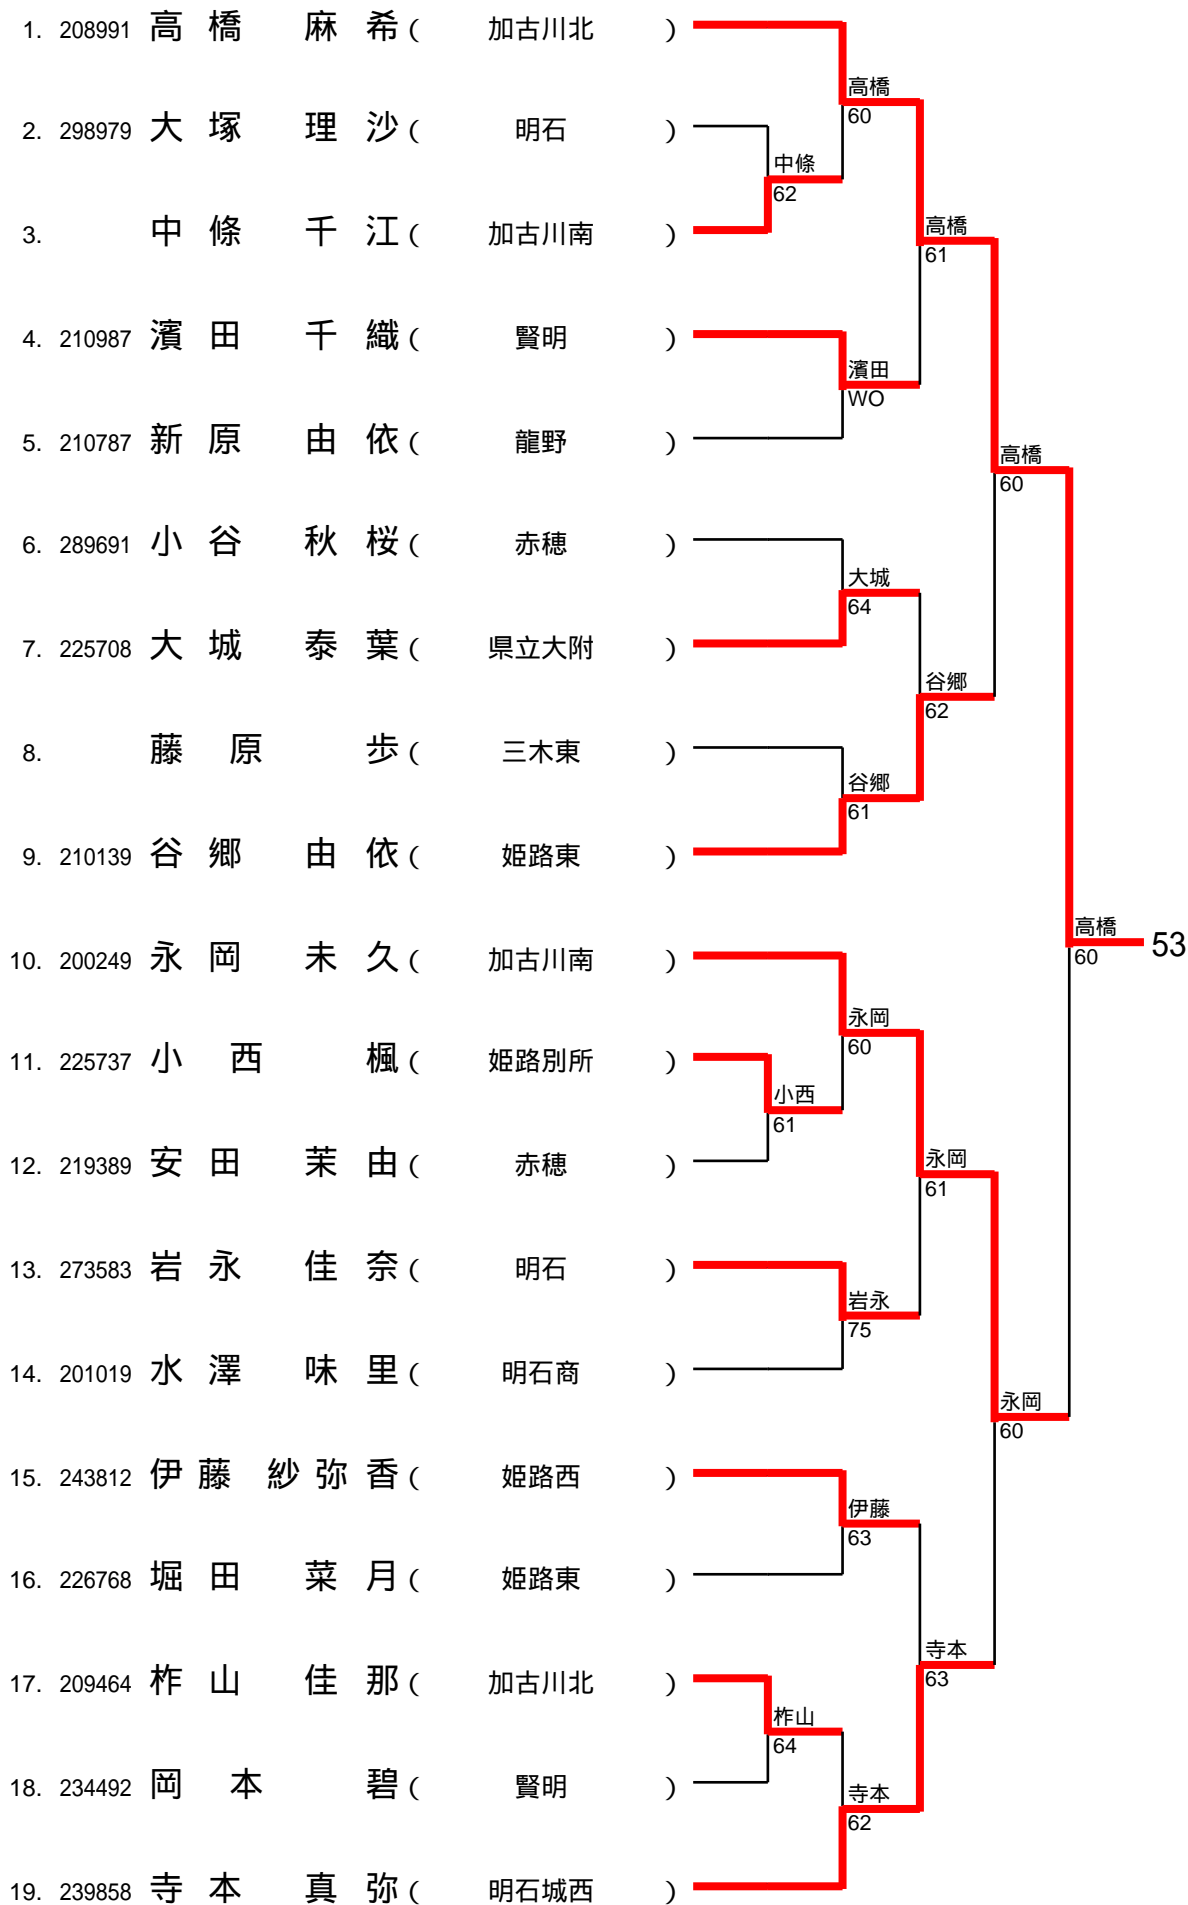 1. 208991 高橋 麻希 ( 加古川北 )
高橋
60
2. 298979 大塚 理沙 ( 明石 )
中條
62
3. 中條 千江 ( 加古川南 )
高橋
61
4. 210987 濱田 千織 ( 賢明 )
濱田
WO
5. 210787 新原 由依 ( 龍野 )
高橋
60
6. 289691 小谷 秋桜 ( 赤穂 )
大城
64
7. 225708 大城 泰葉 ( 県立大附 )
谷郷
62
8. 藤原 歩 ( 三木東 )
谷郷
61
9. 210139 谷郷 由依 ( 姫路東 )
高橋
60
53
10. 200249 永岡 未久 ( 加古川南 )
永岡
60
11. 225737 小西 楓 ( 姫路別所 )
小西
61
12. 219389 安田 茉由 ( 赤穂 )
永岡
61
13. 273583 岩永 佳奈 ( 明石 )
岩永
75
14. 201019 水澤 味里 ( 明石商 )
永岡
60
15. 243812 伊藤 紗弥香 ( 姫路西 )
伊藤
63
16. 226768 堀田 菜月 ( 姫路東 )
寺本
63
17. 209464 柞山 佳那 ( 加古川北 )
柞山
64
18. 234492 岡本 碧 ( 賢明 )
寺本
62
19. 239858 寺本 真弥 ( 明石城西 )